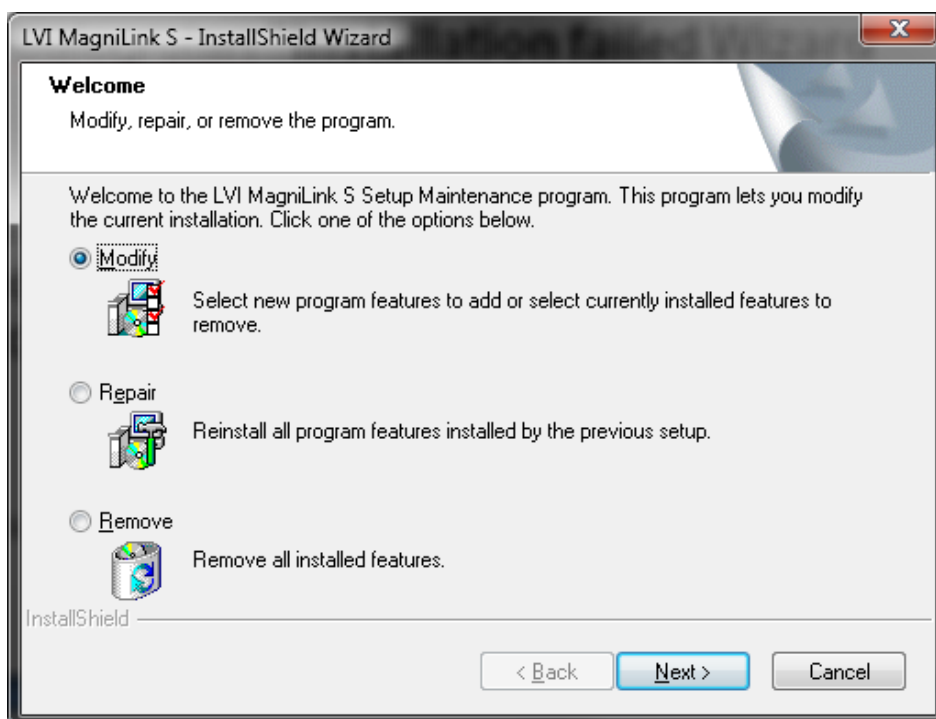 LVI MagniLink S - InstallShield Wizard
Welcome
Modify, repair, or remove the program.
Welcome to the LVI MagniLink S Setup Maintenance program. This program lets you modify
the current installation. Click one of the options below.
Modify
Select new program features to add or select currently installed features to
remove.
Repair
Reinstall all program features installed by the previous setup.
Remove
Remove all installed features.
InstallShield
< Back
Next >
Cancel